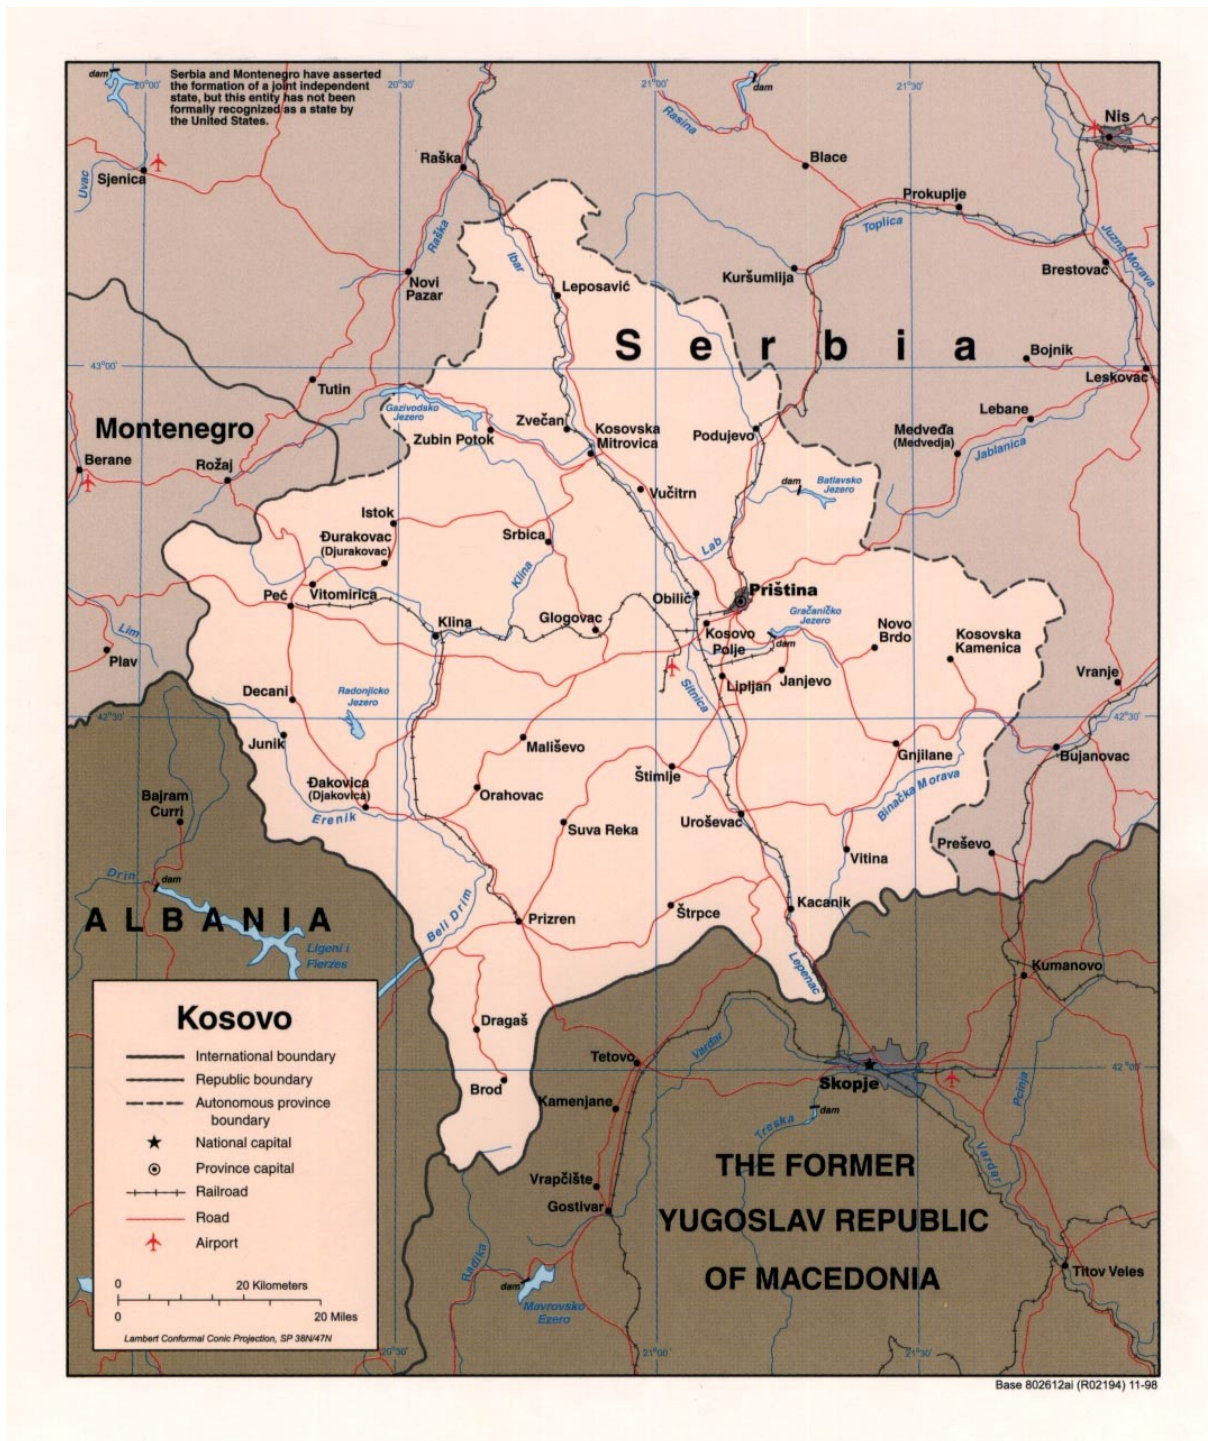 dam
20°00'
Serbia and Montenegro have asserted
the formation of a joint independent
state, but this entity has not been
formally recognized as a state by
the United States.
20°30'
21°00'
dam
21°30'
Rasina
Nis
Raška
Blace
Uvac
Sjenica
Prokuplje
Toplica
Raška
Ibar
Južna Morava
Novi
Pazar
Kuršumlija
Brestovac
Leposavić
Serbia
43°00'
Bojnik
Leskovac
Tutin
Gazivodsko
Jezero
Zvečan
Kosovska
Mitrovica
Podujevo
Lebane
Medveđa
(Medvedja)
Jablanica
Montenegro
Zubin Potok
Berane
Rožaj
dam
Batlavsko
Jezero
Vučitrn
Istok
Đurakovac
(Djurakovac)
Srbica
Lab
Klina
Peć
Vitomirica
Obilić
Priština
Gračaničko
Jezero
Klina
Glogovac
Kosovo
Polje
dam
Novo
Brdo
Kosovska
Kamenica
Lim
Plav
Vranje
Decani
Radonjicko
Jezero
Sitnica
Lipljan
Janjevo
42°30'
42°30'
Junik
Mališevo
Gnjilane
Bujanovac
Štimlje
Đakovica
(Djakovica)
Orahovac
Binačka Morava
Bajram
Curri
Erenik
Suva Reka
Uroševac
Vitina
Preševo
Drin
dam
ALBANIA
Beli Drim
Prizren
Štrpce
Kacanik
Ligeni i
Fierzes
Lepenac
Kumanovo
Kosovo
International boundary
Republic boundary
Autonomous province
boundary
National capital
Province capital
Railroad
Road
Airport
0
20 Kilometers
0
20 Miles
Lambert Conformal Conic Projection, SP 38N/47N
Dragaš
Tetovo
Vardar
Brod
Kamenjane
Skopje
42°00'
Pcinja
dam
Treska
Vardar
THE FORMER
YUGOSLAV REPUBLIC
OF MACEDONIA
Vrapčište
Gostivar
Radika
dam
Mavrovsko
Ezero
Titov Veles
20°30'
21°00'
21°30'
Base 802612ai (R02194) 11-98